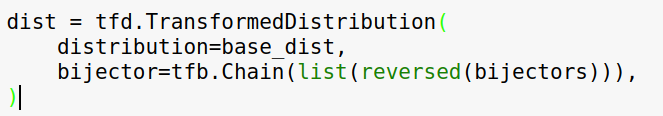 dist = tfd.TransformedDistribution(
    distribution=base_dist,
    bijector=tfb.Chain(list(reversed(bijectors))),
)